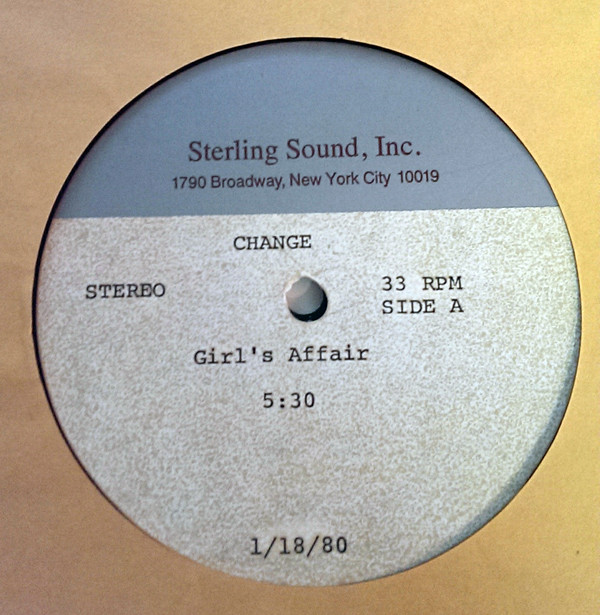 Sterling Sound, Inc.
1790 Broadway, New York City 10019
CHANGE
STEREO
33 RPM
SIDE A
Girl's Affair
5:30
1/18/80